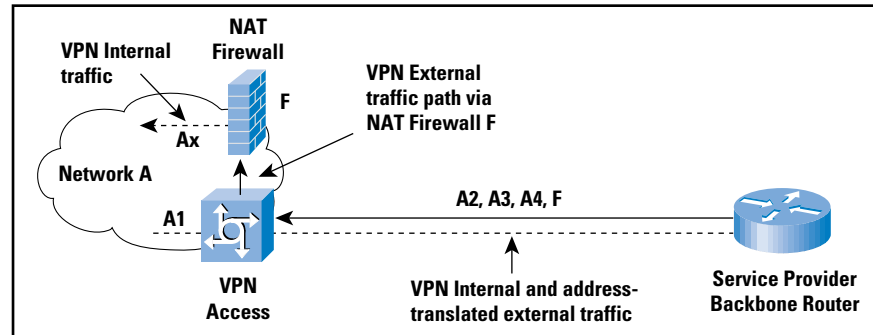 NAT
Firewall
VPN Internal
traffic
VPN External
traffic path via
NAT Firewall F
F
Ax
Network A
A1
A2, A3, A4, F
VPN
Access
VPN Internal and address-
translated external traffic
Service Provider
Backbone Router